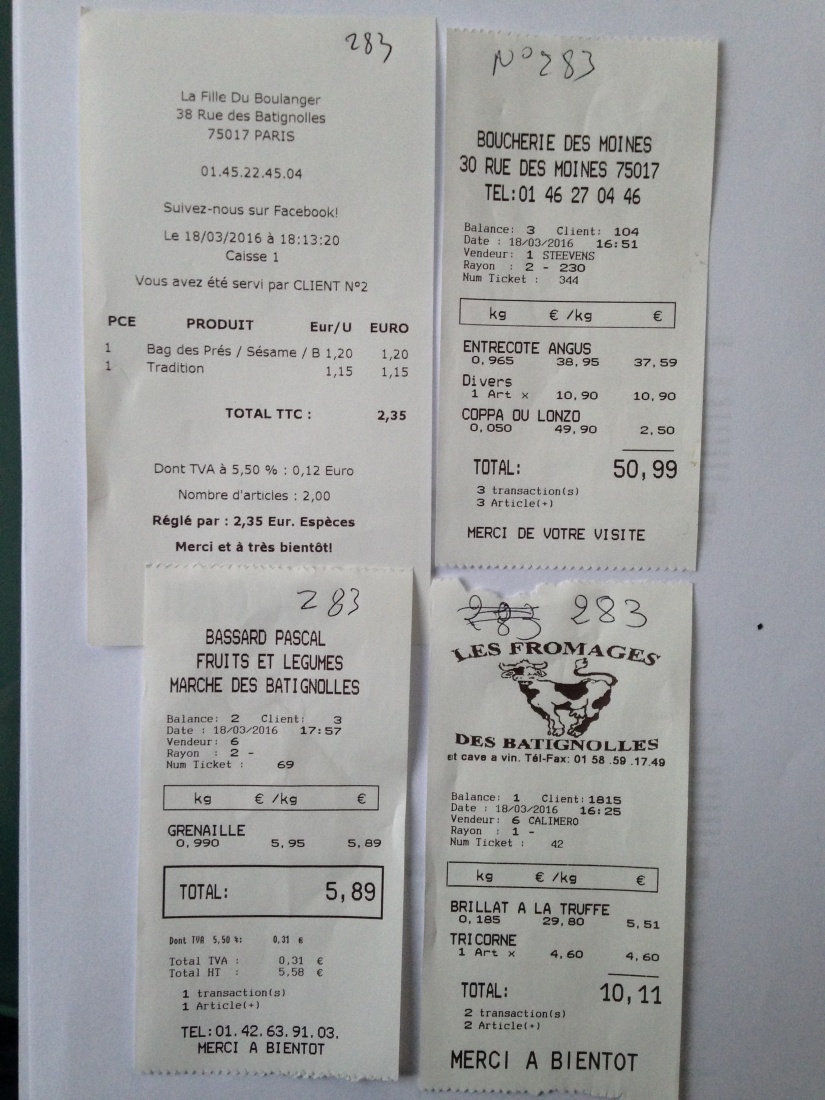 283
La Fille Du Boulanger
38 Rue des Batignolles
75017 PARIS
01.45.22.45.04
Suivez-nous sur Facebook!
Le 18/03/2016 à 18:13:20
Caisse 1
Vous avez été servi par CLIENT N°2
PCE PRODUIT Eur/U EURO
1 Bag des Prés / Sésame / B 1,20 1,20
1 Tradition 1,15 1,15
TOTAL TTC : 2,35
Dont TVA à 5,50 % : 0,12 Euro
Nombre d'articles : 2,00
Réglé par : 2,35 Eur. Espèces
Merci et à très bientôt!
N° 283
BOUCHERIE DES MOINES
30 RUE DES MOINES 75017
TEL:01 46 27 04 46
Balance: 3 Client: 104
Date : 18/03/2016 16:51
Vendeur: 1 STEEVENS
Rayon : 2 - 230
Num Ticket : 344
kg € /kg €
ENTRECOTE ANGUS
0,965 38,95 37,59
Divers
1 Art x 10,90 10,90
COPPA OU LONZO
0,050 49,90 2,50
TOTAL: 50,99
3 transaction(s)
3 Article(+)
MERCI DE VOTRE VISITE
283
BASSARD PASCAL
FRUITS ET LEGUMES
MARCHE DES BATIGNOLLES
Balance: 2 Client: 3
Date : 18/03/2016 17:57
Vendeur: 6
Rayon : 2 -
Num Ticket : 69
kg € /kg €
GRENAILLE
0,990 5,95 5,89
TOTAL: 5,89
Dont TVA 5,50 %: 0,31 €
Total TVA : 0,31 €
Total HT : 5,58 €
1 transaction(s)
1 Article(+)
TEL:01.42.63.91.03.
MERCI A BIENTOT
283 283
LES FROMAGES
DES BATIGNOLLES
et cave a vin. Tél-Fax: 01 58 .59 .17.49
Balance: 1 Client:1815
Date : 18/03/2016 16:25
Vendeur: 6 CALIMERO
Rayon : 1 -
Num Ticket : 42
kg € /kg €
BRILLAT A LA TRUFFE
0,185 29,80 5,51
TRICORNE
1 Art x 4,60 4,60
TOTAL: 10,11
2 transaction(s)
2 Article(+)
MERCI A BIENTOT